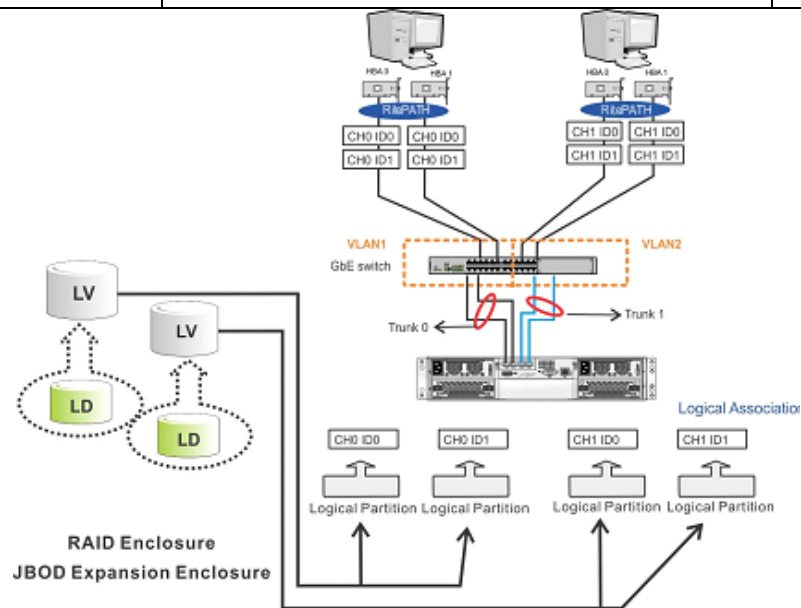 HBA 0 HBA 1 HBA 0 HBA 1
RitePATH RitePATH
CH0 ID0 CH0 ID0 CH1 ID0 CH1 ID0
CH0 ID1 CH0 ID1 CH1 ID1 CH1 ID1
VLAN1 VLAN2
GbE switch
LV
LV
Trunk 0 Trunk 1
LD
LD
Logical Association
CH0 ID0 CH0 ID1 CH1 ID0 CH1 ID1
Logical Partition Logical Partition Logical Partition Logical Partition
RAID Enclosure
JBOD Expansion Enclosure